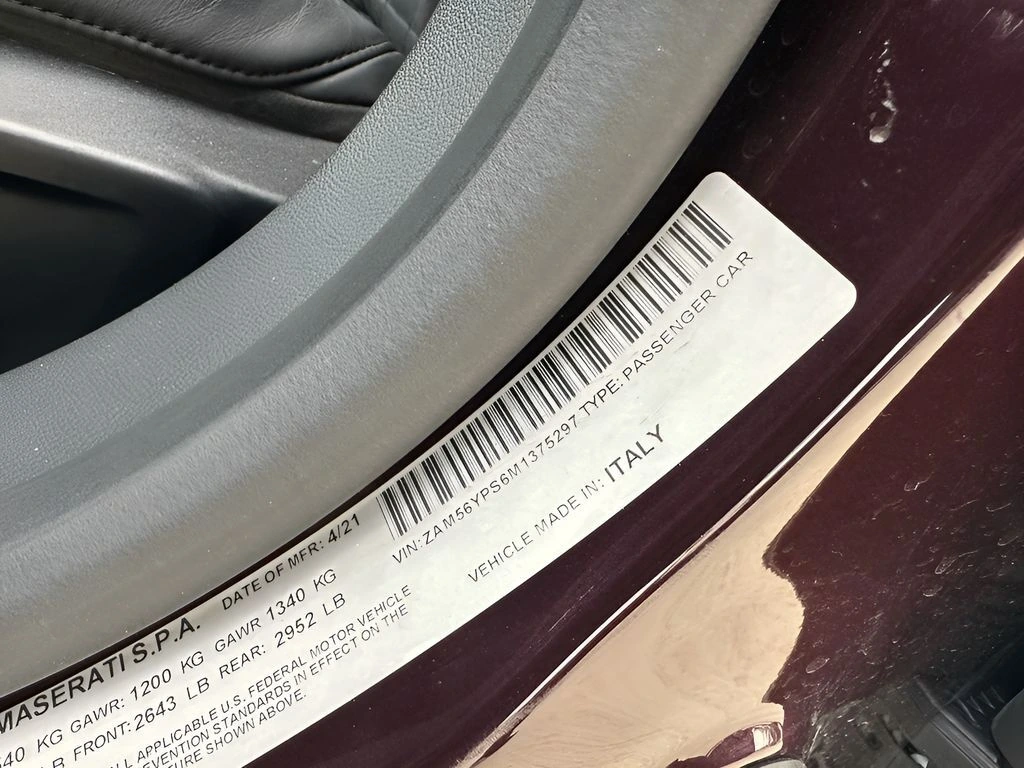 MASERATI S.P.A. DATE OF MFR: 4/21
340 KG GAWR: 1200 KG GAWR 1340 KG
LB FRONT: 2643 LB REAR: 2952 LB
ALL APPLICABLE U.S. FEDERAL MOTOR VEHICLE
STANDARDS IN EFFECT ON THE
SHOWN ABOVE.
VIN: ZAM56YPS6M1375297 TYPE: PASSENGER CAR
VEHICLE MADE IN: ITALY